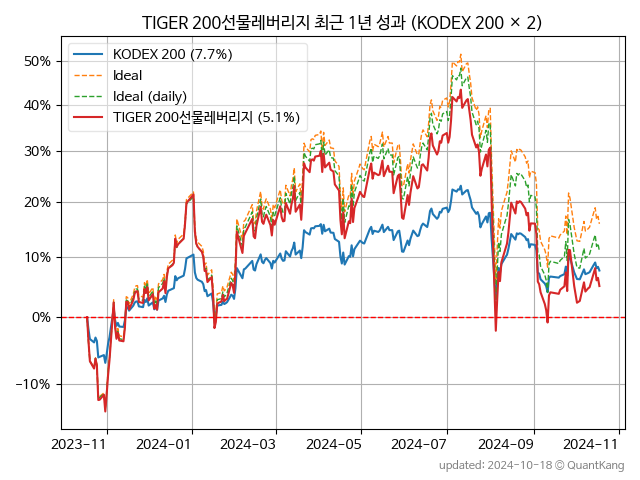 TIGER 200선물레버리지 최근 1년 성과 (KODEX 200 × 2)
KODEX 200 (7.7%)
Ideal
Ideal (daily)
TIGER 200선물레버리지 (5.1%)
50%
40%
30%
20%
10%
0%
−10%
2023-11 2024-01 2024-03 2024-05 2024-07 2024-09 2024-11
updated: 2024-10-18 © QuantKang